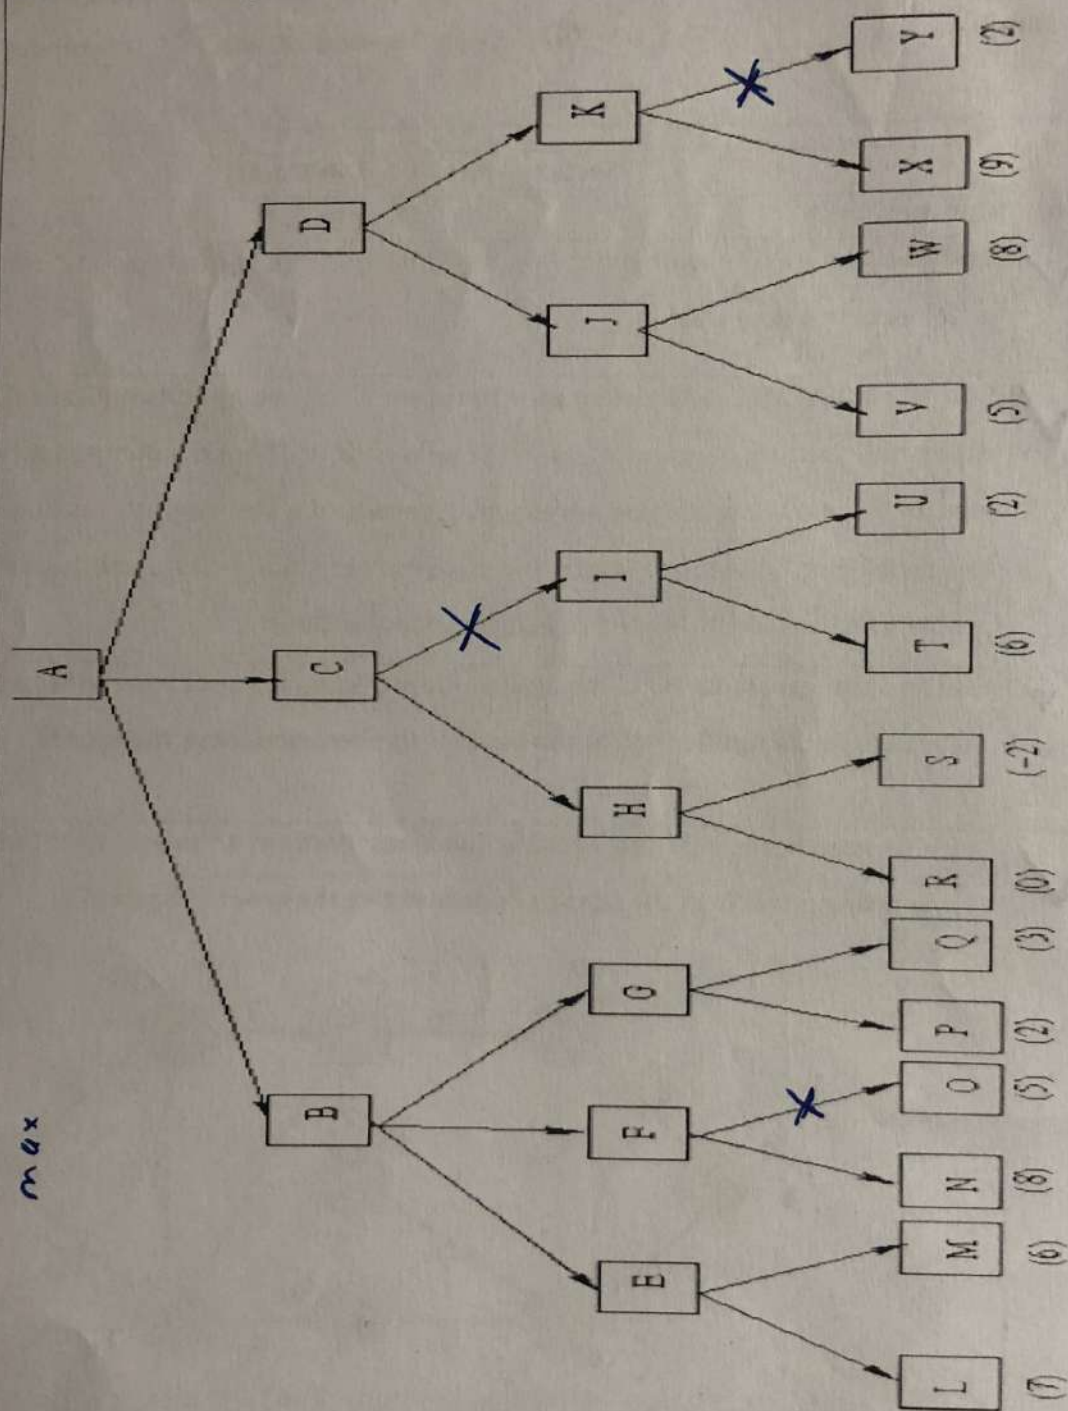 max
A
B C D
E F G H I J K
L M N O P Q R S T U V W X Y
(7) (6) (8) (5) (2) (3) (0) (-2) (6) (2) (5) (8) (9) (2)